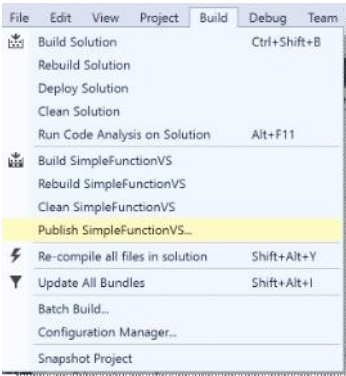 File Edit View Project Build Debug Team
Build Solution Ctrl+Shift+B
Rebuild Solution
Deploy Solution
Clean Solution
Run Code Analysis on Solution Alt+F11
Build SimpleFunctionVS
Rebuild SimpleFunctionVS
Clean SimpleFunctionVS
Publish SimpleFunctionVS...
Re-compile all files in solution Shift+Alt+Y
Update All Bundles Shift+Alt+I
Batch Build...
Configuration Manager...
Snapshot Project